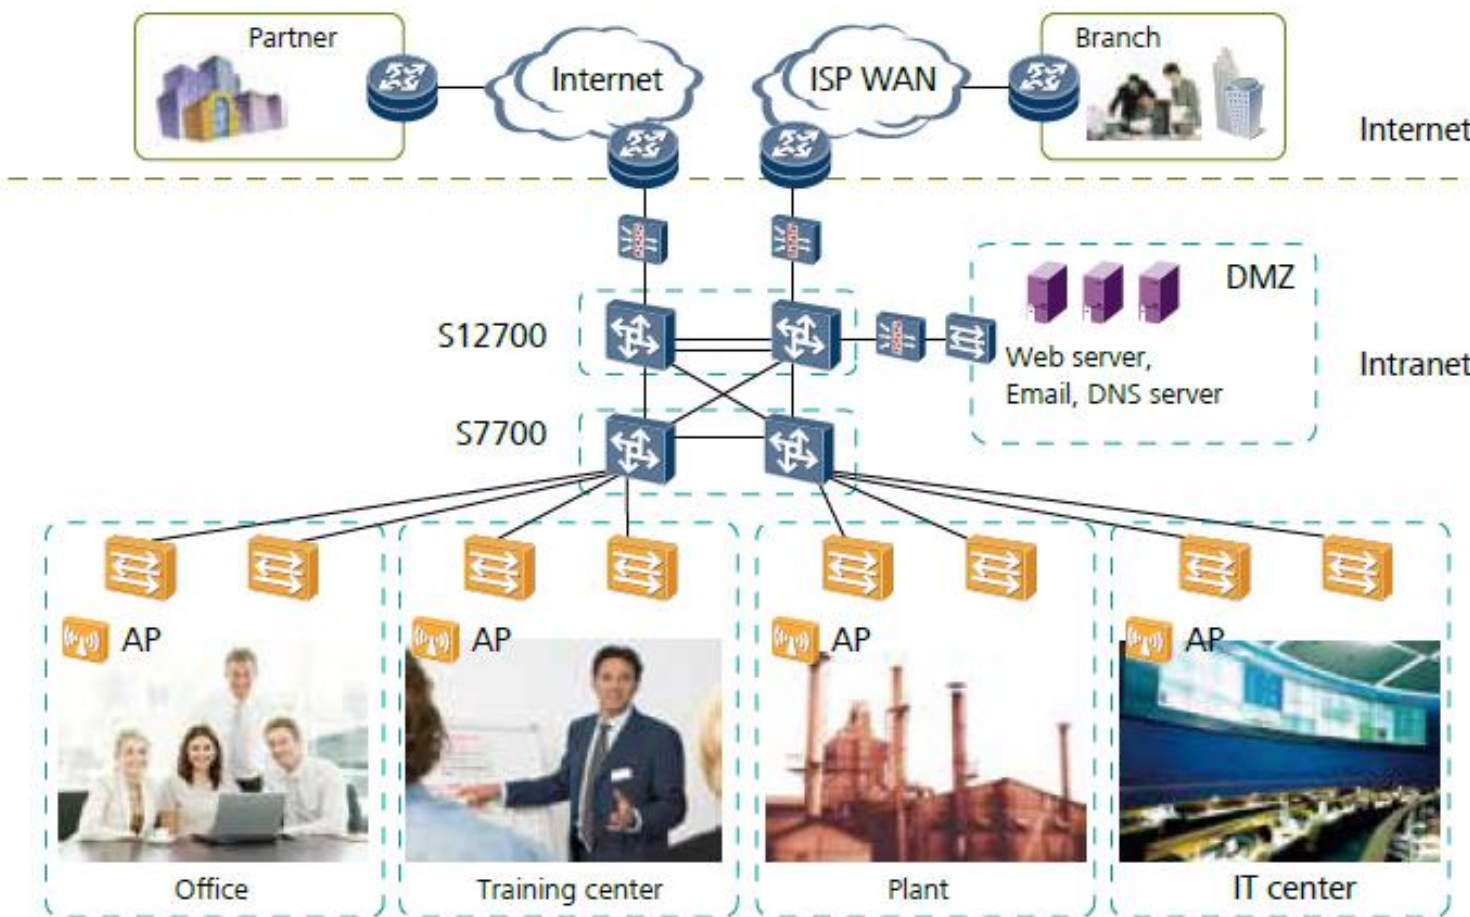 Partner
Internet
ISP WAN
Branch
Internet
S12700
DMZ
Web server,
Email, DNS server
Intranet
S7700
AP
AP
AP
AP
Office
Training center
Plant
IT center